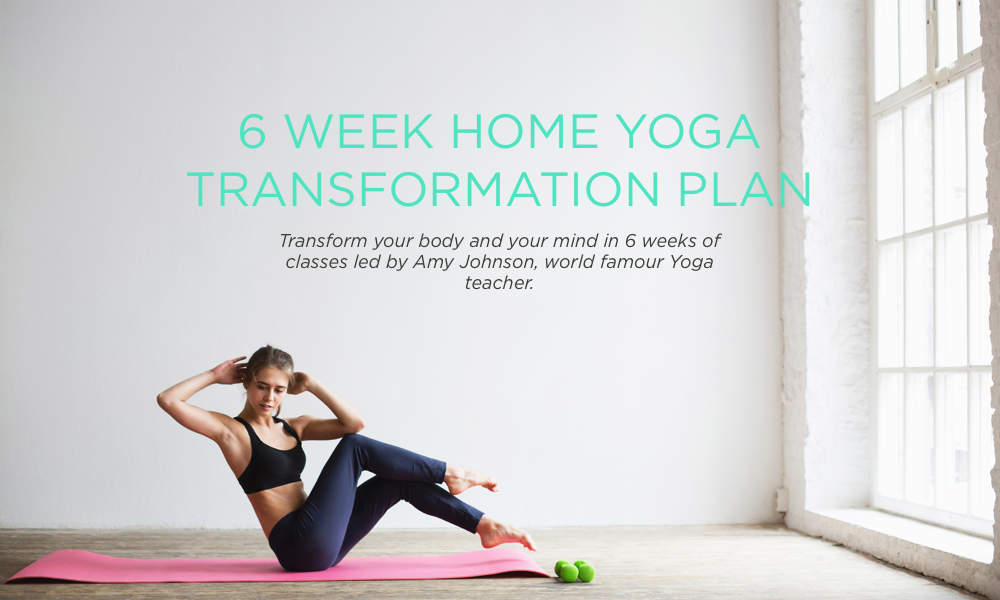 6 WEEK HOME YOGA
TRANSFORMATION PLAN
Transform your body and your mind in 6 weeks of
classes led by Amy Johnson, world famour Yoga
teacher.